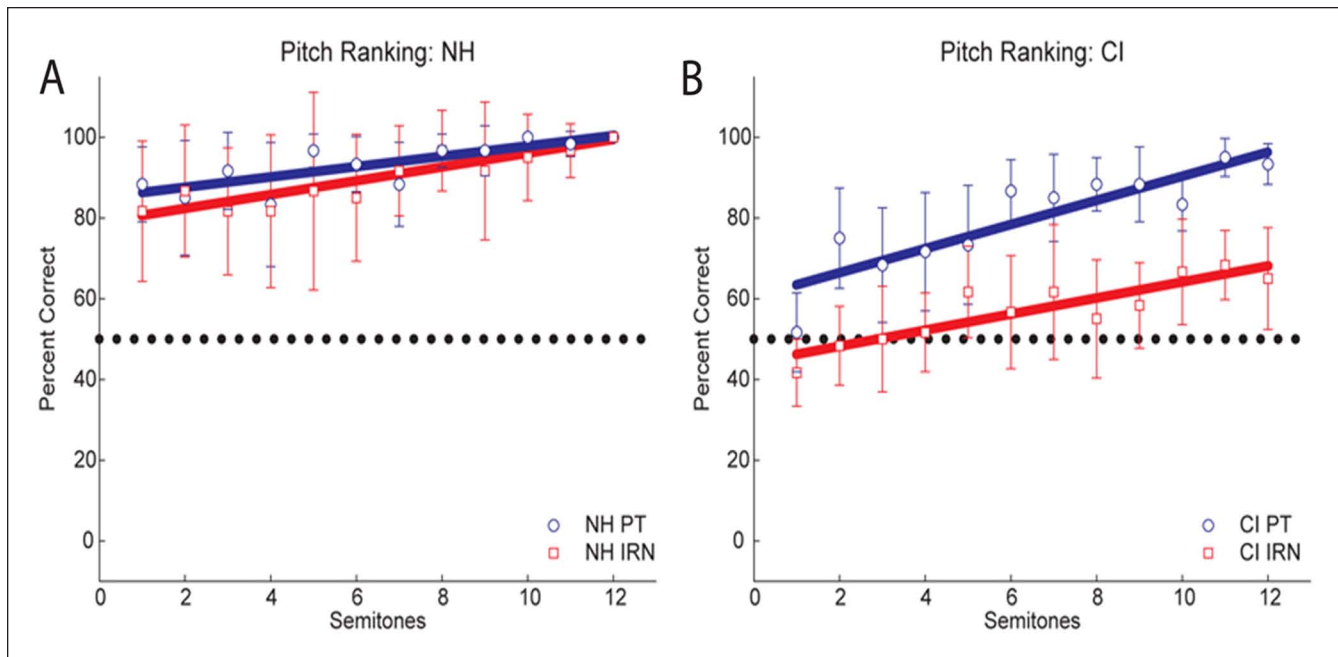 A
Pitch Ranking: NH
Percent Correct
100
80
60
40
20
0
0 2 4 6 8 10 12
Semitones
NH PT
NH IRN
B
Pitch Ranking: CI
Percent Correct
100
80
60
40
20
0
0 2 4 6 8 10 12
Semitones
CI PT
CI IRN